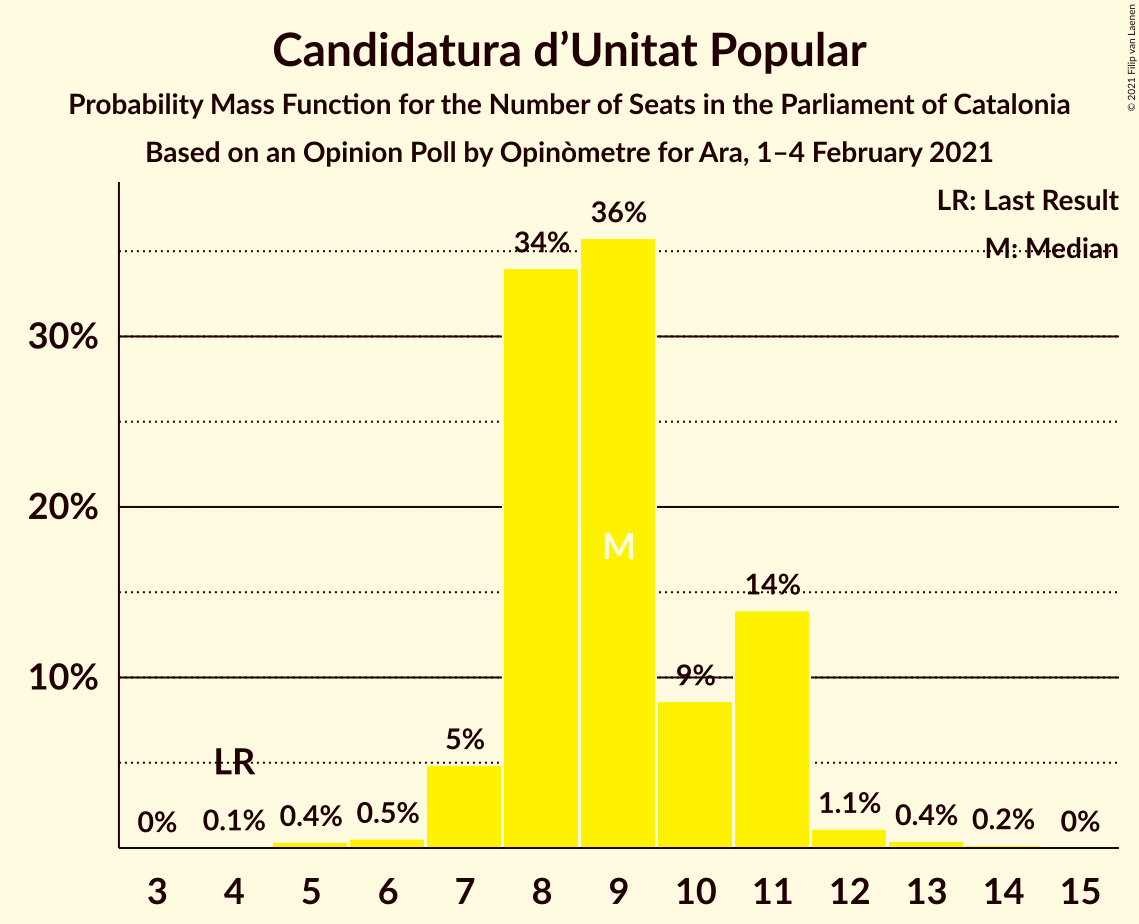 Candidatura d’Unitat Popular
Probability Mass Function for the Number of Seats in the Parliament of Catalonia
Based on an Opinion Poll by Opinòmetre for Ara, 1–4 February 2021
© 2021 Filip van Laenen
LR: Last Result
M: Median
30%
20%
10%
0%
0.1%
0.4%
0.5%
5%
34%
36%
9%
14%
1.1%
0.4%
0.2%
0%
LR
M
3 4 5 6 7 8 9 10 11 12 13 14 15